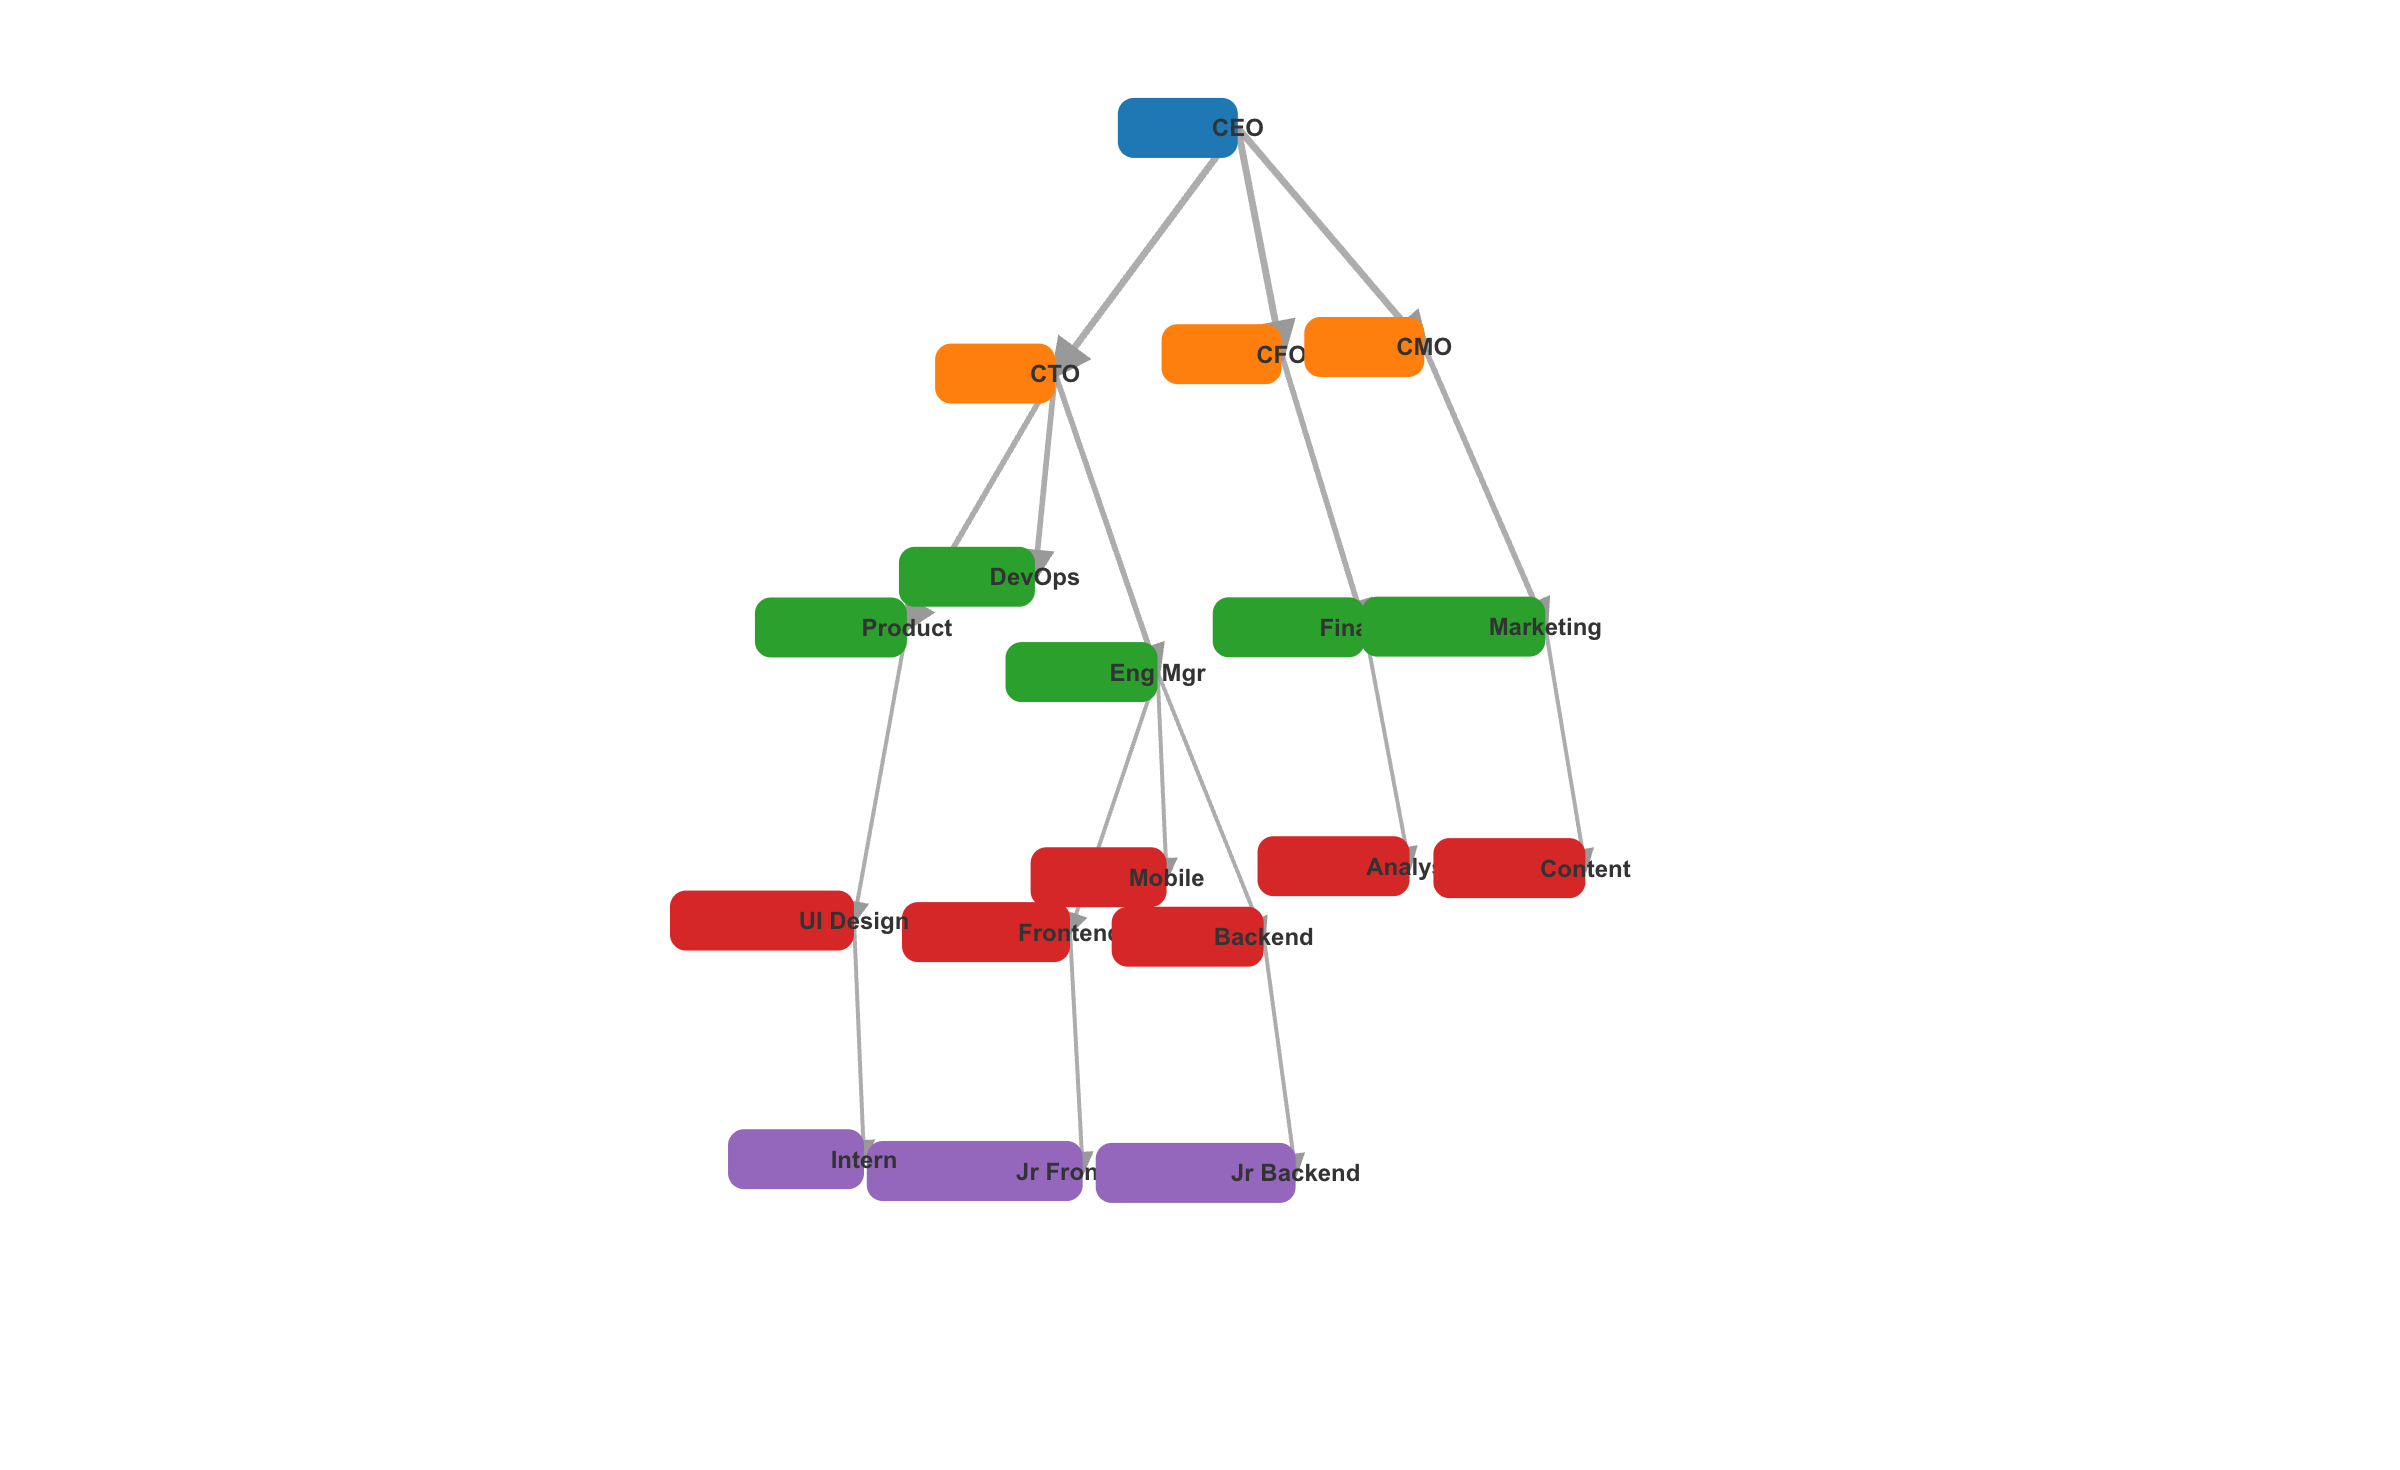 CEO
CTO
CFO
CMO
DevOps
Product
Eng Mgr
Fina
Marketing
Mobile
Analys
Content
UI Design
Frontend
Backend
Intern
Jr Fron
Jr Backend